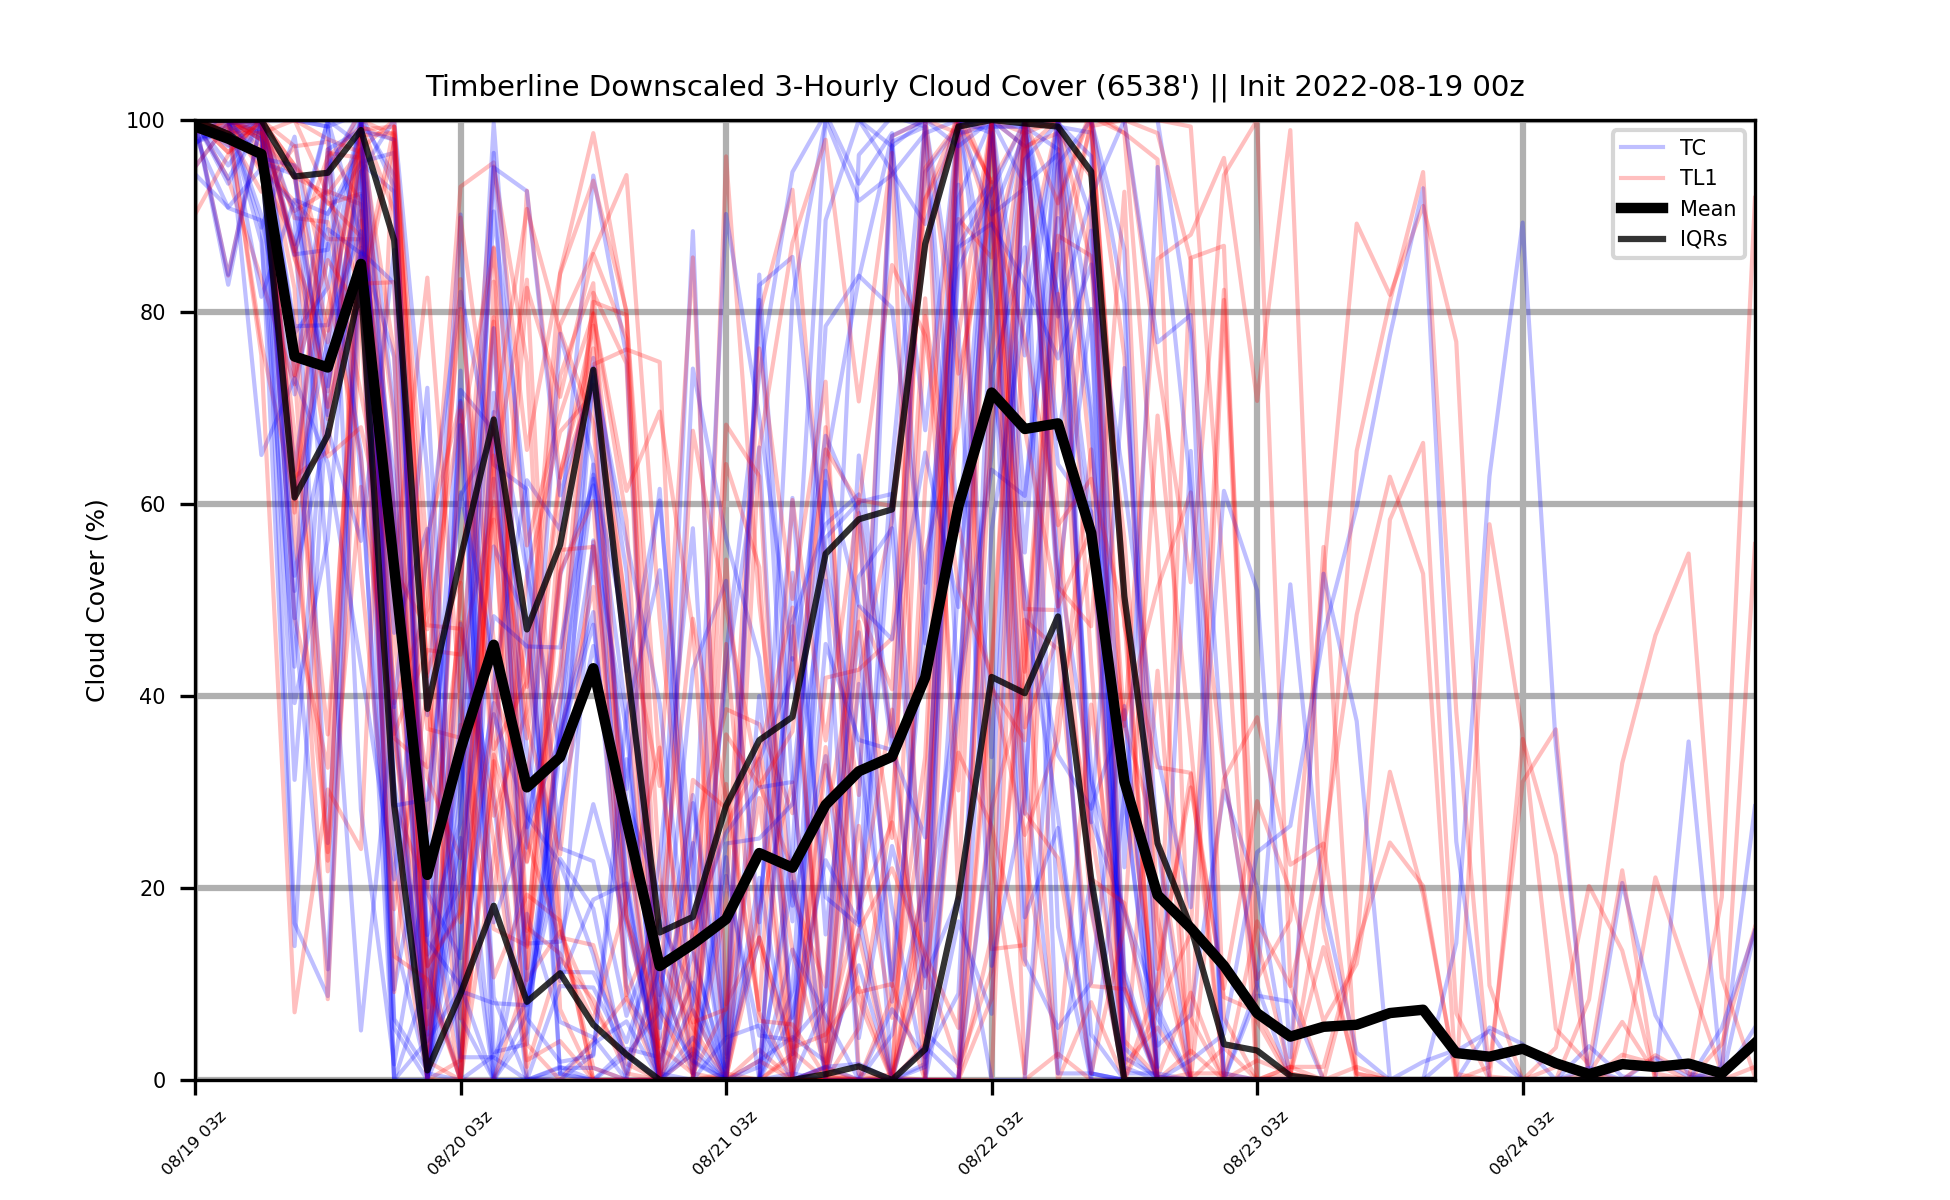 Timberline Downscaled 3-Hourly Cloud Cover (6538') || Init 2022-08-19 00z
TC
TL1
Mean
IQRs
Cloud Cover (%)
100
80
60
40
20
0
08/19 03z
08/20 03z
08/21 03z
08/22 03z
08/23 03z
08/24 03z